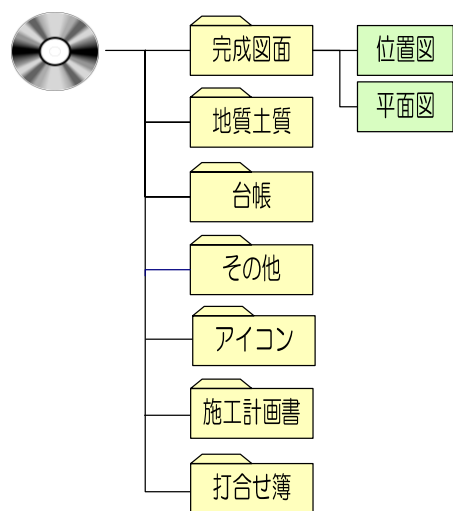 完成図面
位置図
平面図
地質土質
台帳
その他
アイコン
施工計画書
打合せ簿